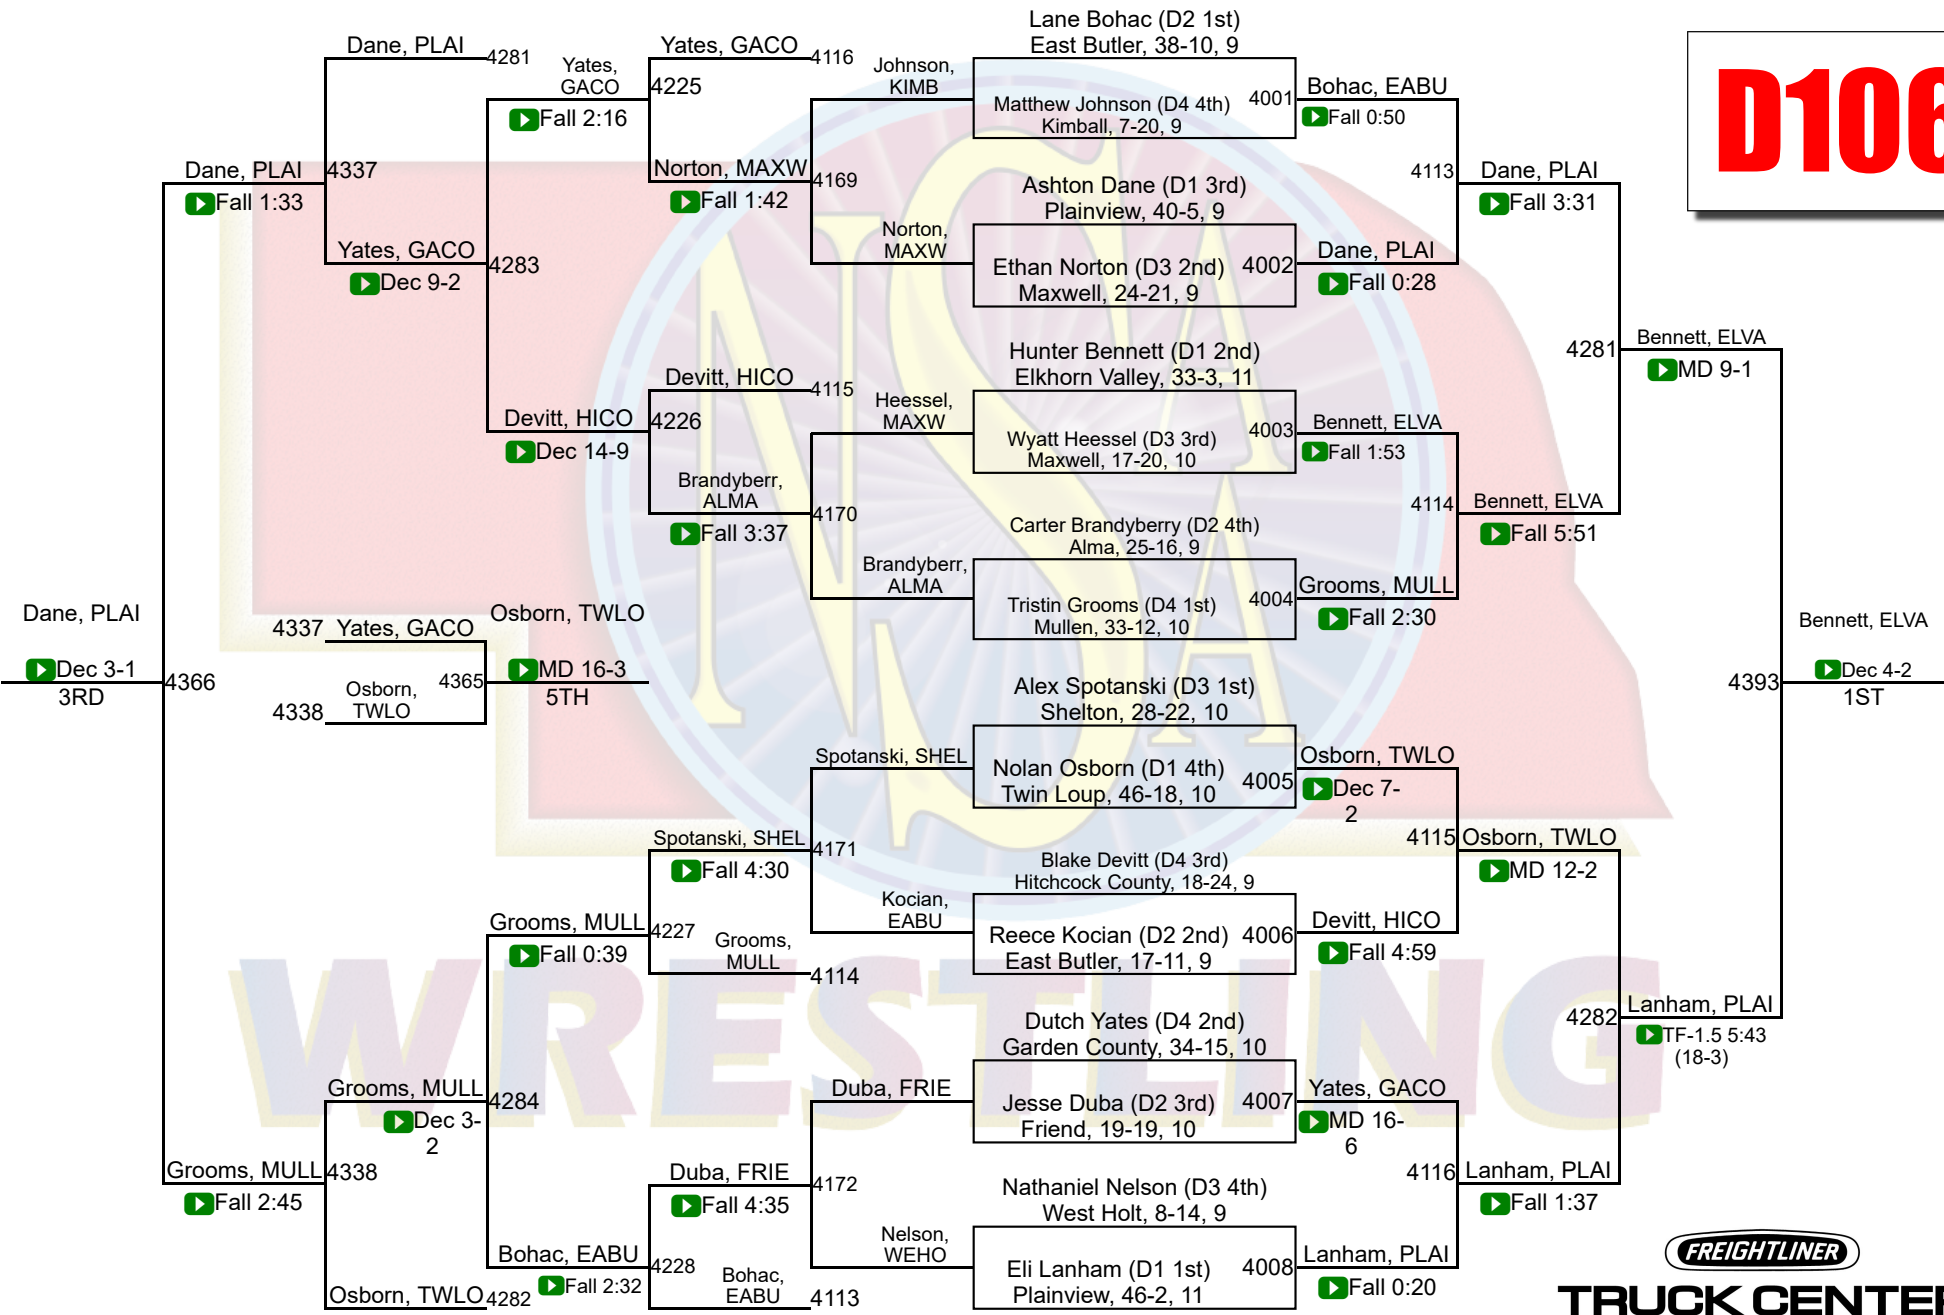 Lane Bohac (D2 1st)
East Butler, 38-10, 9
Matthew Johnson (D4 4th)
Kimball, 7-20, 9
4001
Ashton Dane (D1 3rd)
Plainview, 40-5, 9
Ethan Norton (D3 2nd)
Maxwell, 24-21, 9
4002
Hunter Bennett (D1 2nd)
Elkhorn Valley, 33-3, 11
Wyatt Heessel (D3 3rd)
Maxwell, 17-20, 10
4003
Carter Brandyberry (D2 4th)
Alma, 25-16, 9
Tristin Grooms (D4 1st)
Mullen, 33-12, 10
4004
Alex Spotanski (D3 1st)
Shelton, 28-22, 10
Nolan Osborn (D1 4th)
Twin Loup, 46-18, 10
4005
Blake Devitt (D4 3rd)
Hitchcock County, 18-24, 9
Reece Kocian (D2 2nd)
East Butler, 17-11, 9
4006
Dutch Yates (D4 2nd)
Garden County, 34-15, 10
Jesse Duba (D2 3rd)
Friend, 19-19, 10
4007
Nathaniel Nelson (D3 4th)
West Holt, 8-14, 9
Eli Lanham (D1 1st)
Plainview, 46-2, 11
4008
Bohac, EABU
Fall 0:50
4113
Dane, PLAI
Fall 0:28
Bennett, ELVA
Fall 1:53
4114
Grooms, MULL
Fall 2:30
Osborn, TWLO
Dec 7-
2
4115
Devitt, HICO
Fall 4:59
Yates, GACO
MD 16-
6
4116
Lanham, PLAI
Fall 0:20
Dane, PLAI
Fall 3:31
4281
Bennett, ELVA
Fall 5:51
Osborn, TWLO
MD 12-2
4282
Lanham, PLAI
Fall 1:37
Bennett, ELVA
MD 9-1
4393
Lanham, PLAI
TF-1.5 5:43
(18-3)
Bennett, ELVA
Dec 4-2
1ST
Johnson,
KIMB
4169
Norton,
MAXW
Heessel,
MAXW
4170
Brandyberr,
ALMA
Spotanski, SHEL
4171
Kocian,
EABU
Duba, FRIE
4172
Nelson,
WEHO
Yates, GACO
4116
4225
Norton, MAXW
Fall 1:42
Devitt, HICO
4115
4226
Brandyberr,
ALMA
Fall 3:37
Spotanski, SHEL
Fall 4:30
4227
Grooms,
MULL
4114
Duba, FRIE
Fall 4:35
4228
Bohac,
EABU
4113
Yates,
GACO
Fall 2:16
4283
Devitt, HICO
Dec 14-9
Grooms, MULL
Fall 0:39
4284
Bohac, EABU
Fall 2:32
Dane, PLAI
4281
4337
Yates, GACO
Dec 9-2
Grooms, MULL
Dec 3-
2
4338
Osborn, TWLO
4282
Dane, PLAI
Fall 1:33
4366
Grooms, MULL
Fall 2:45
Dane, PLAI
Dec 3-1
3RD
4337
Yates, GACO
4365
4338
Osborn,
TWLO
Osborn, TWLO
MD 16-3
5TH
D106
NSAA
WRESTLING
FREIGHTLINER
TRUCK CENTER